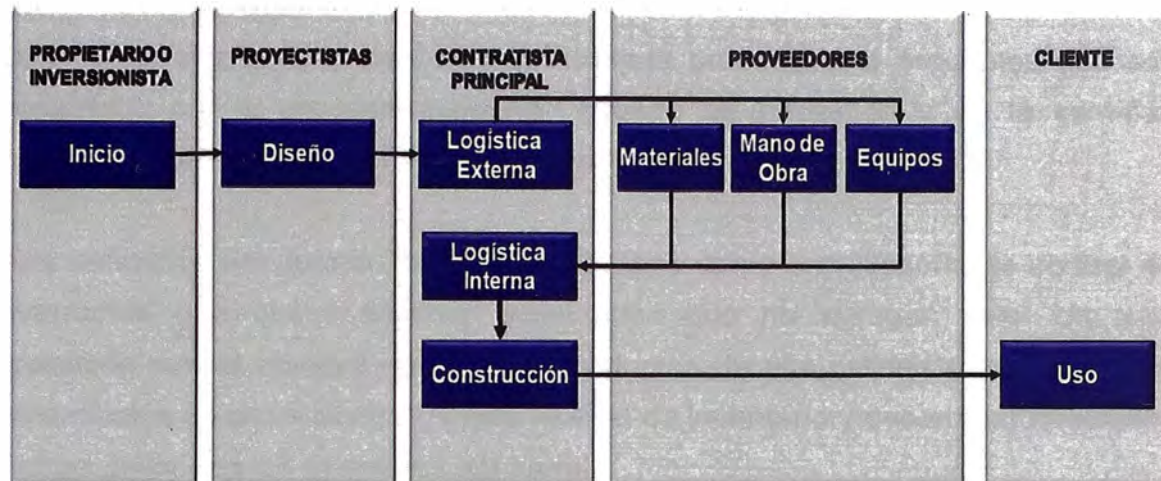 PROPIETARIO O
INVERSIONISTA
PROYECTISTAS
CONTRATISTA
PRINCIPAL
PROVEEDORES
CLIENTE
Inicio
Diseño
Logística
Externa
Materiales
Mano de
Obra
Equipos
Logística
Interna
Construcción
Uso